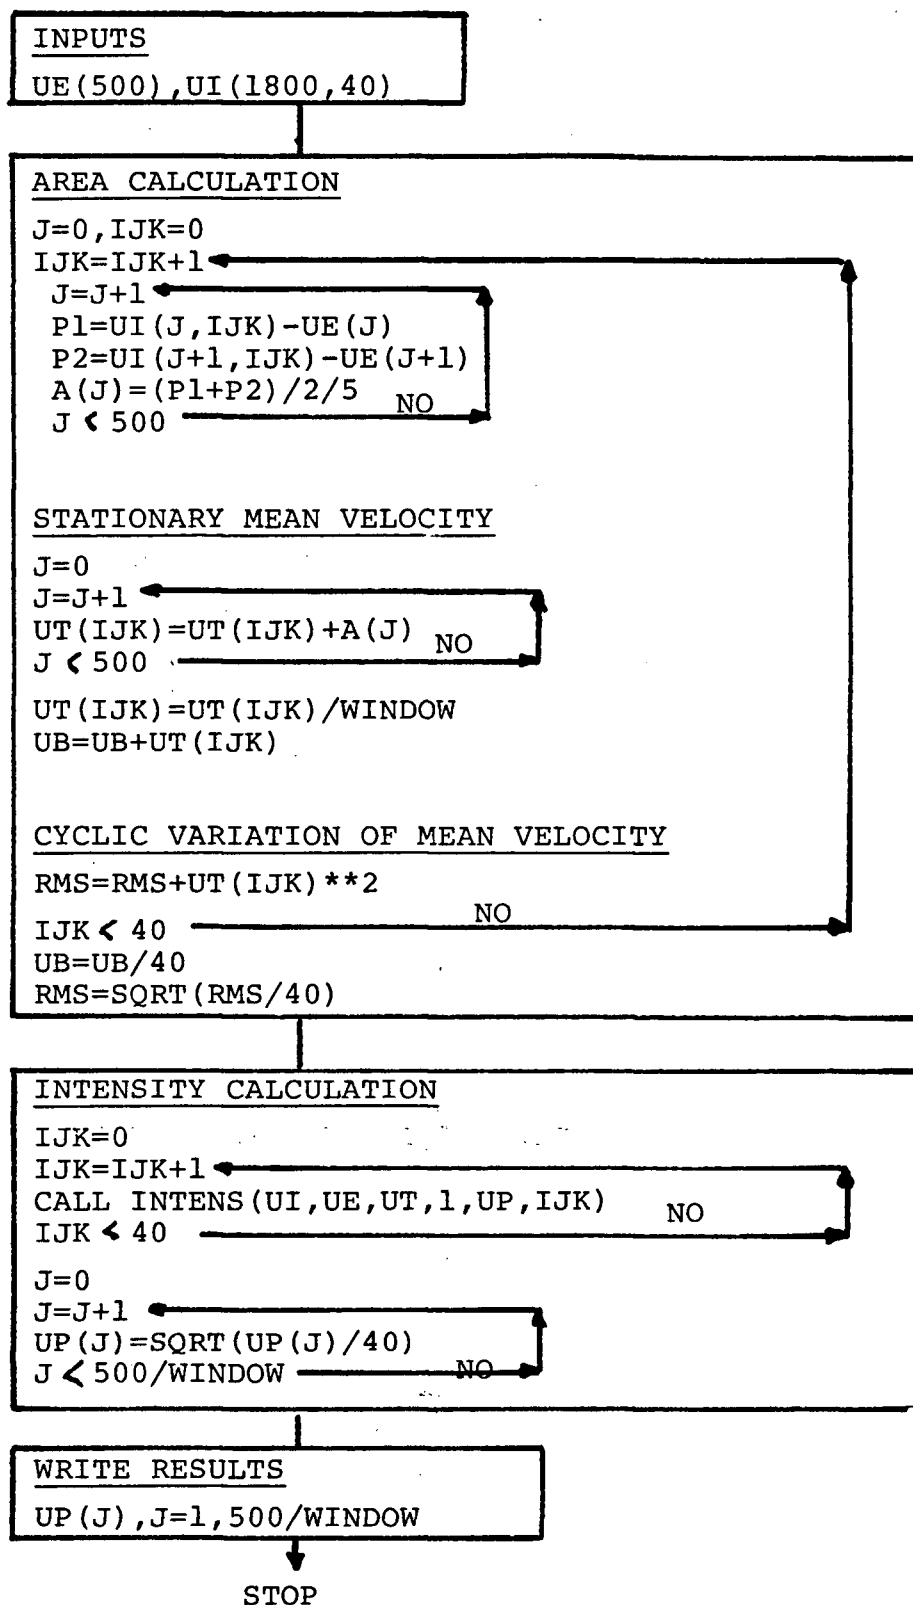 INPUTS
UE(500),UI(1800,40)
AREA CALCULATION
J=0,IJK=0
IJK=IJK+1
J=J+1
P1=UI(J,IJK)-UE(J)
P2=UI(J+1,IJK)-UE(J+1)
A(J)=(P1+P2)/2/5
NO
J < 500
STATIONARY MEAN VELOCITY
J=0
J=J+1
UT(IJK)=UT(IJK)+A(J)
NO
J < 500
UT(IJK)=UT(IJK)/WINDOW
UB=UB+UT(IJK)
CYCLIC VARIATION OF MEAN VELOCITY
RMS=RMS+UT(IJK)**2
NO
IJK < 40
UB=UB/40
RMS=SQRT(RMS/40)
INTENSITY CALCULATION
IJK=0
IJK=IJK+1
CALL INTENS(UI,UE,UT,1,UP,IJK)
NO
IJK < 40
J=0
J=J+1
UP(J)=SQRT(UP(J)/40)
J < 500/WINDOW NO
WRITE RESULTS
UP(J),J=1,500/WINDOW
STOP